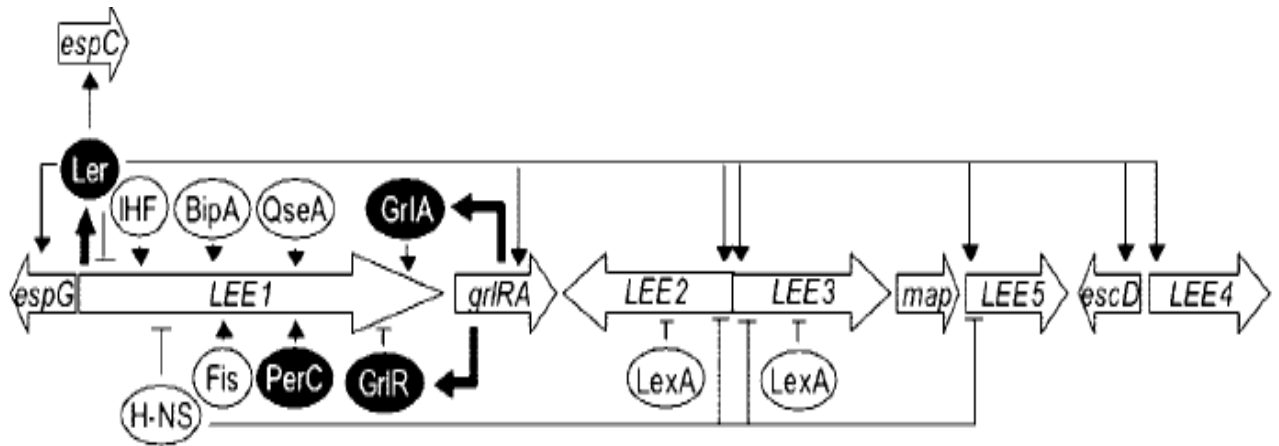 espC
Ler
IHF BipA QseA GrlA
espG LEE1 grlRA LEE2 LEE3 map LEE5 escD LEE4
Fis PerC GrlR LexA LexA
H-NS